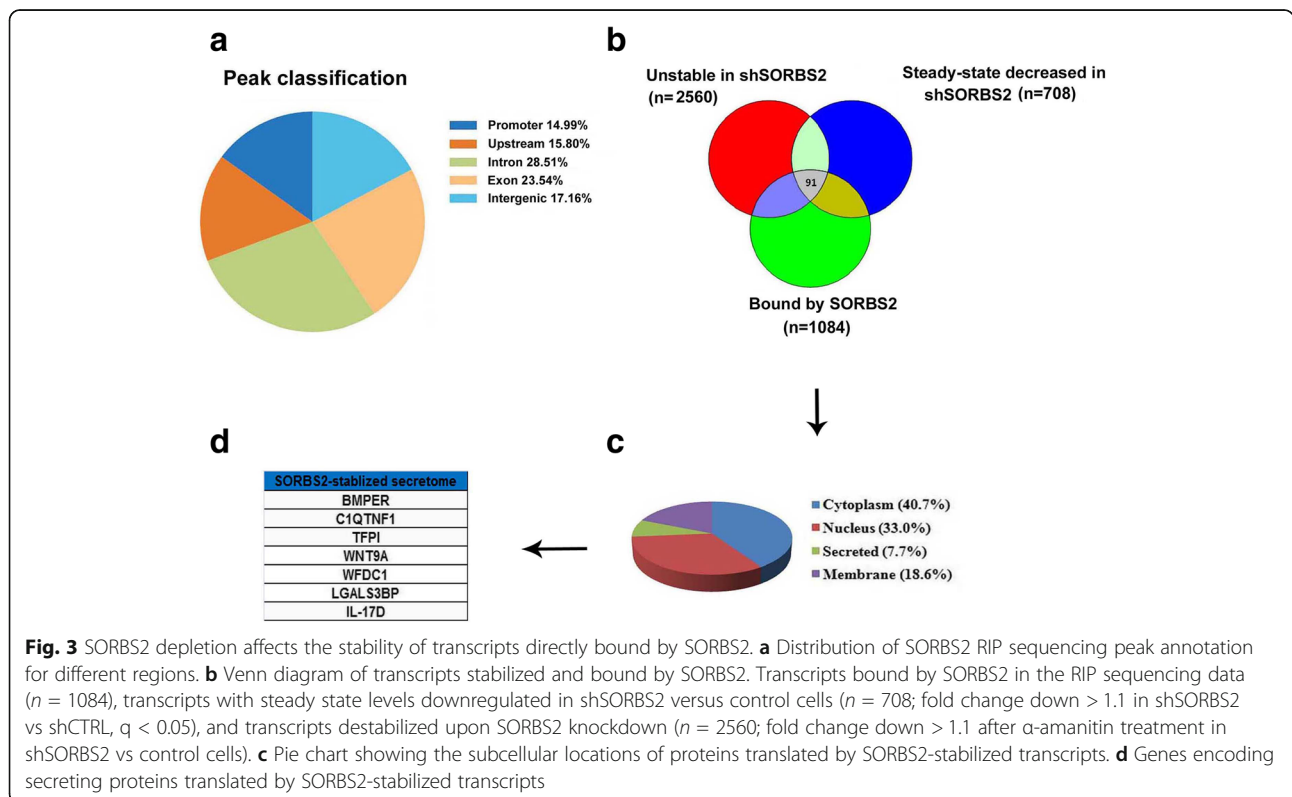 a
Peak classification
Promoter 14.99%
Upstream 15.80%
Intron 28.51%
Exon 23.54%
Intergenic 17.16%
b
Unstable in shSORBS2
(n=2560)
Steady-state decreased in
shSORBS2 (n=708)
91
Bound by SORBS2
(n=1084)
d
SORBS2-stablized secretome
BMPER
C1QTNF1
TFPI
WNT9A
WFDC1
LGALS3BP
IL-17D
c
Cytoplasm (40.7%)
Nucleus (33.0%)
Secreted (7.7%)
Membrane (18.6%)
Fig. 3 SORBS2 depletion affects the stability of transcripts directly bound by SORBS2. a Distribution of SORBS2 RIP sequencing peak annotation
for different regions. b Venn diagram of transcripts stabilized and bound by SORBS2. Transcripts bound by SORBS2 in the RIP sequencing data
(n = 1084), transcripts with steady state levels downregulated in shSORBS2 versus control cells (n = 708; fold change down > 1.1 in shSORBS2
vs shCTRL, q < 0.05), and transcripts destabilized upon SORBS2 knockdown (n = 2560; fold change down > 1.1 after α-amanitin treatment in
shSORBS2 vs control cells). c Pie chart showing the subcellular locations of proteins translated by SORBS2-stabilized transcripts. d Genes encoding
secreting proteins translated by SORBS2-stabilized transcripts